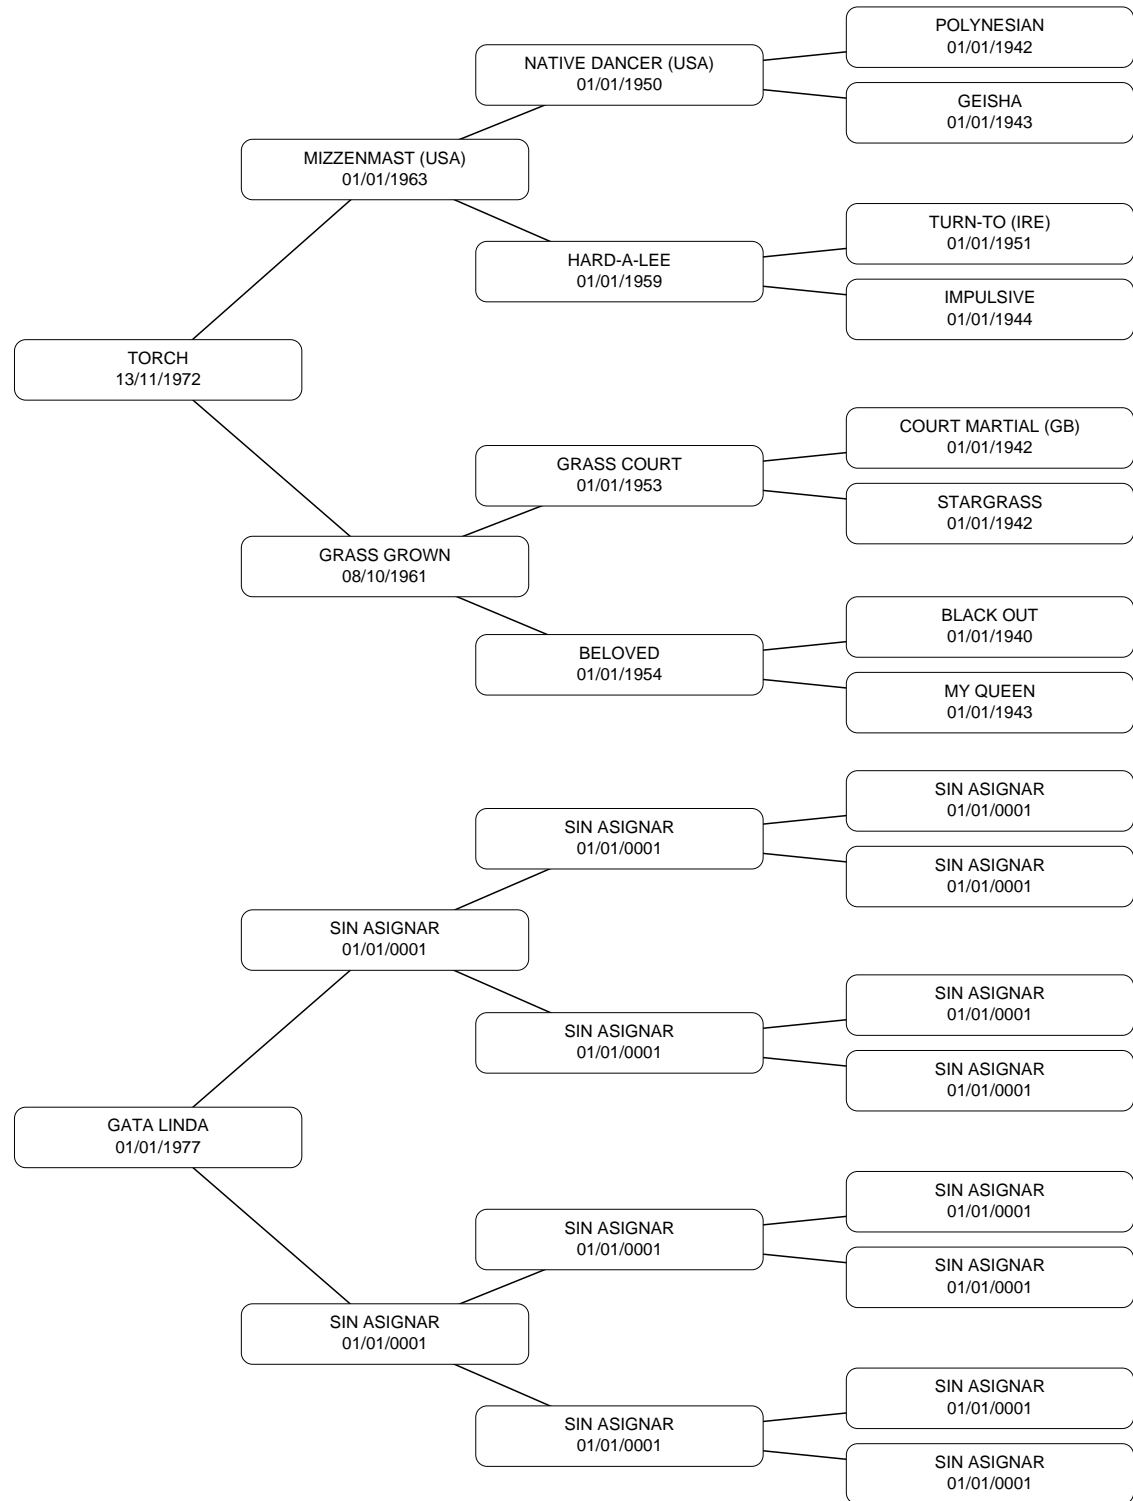 POLYNESIAN
01/01/1942
NATIVE DANCER (USA)
01/01/1950
GEISHA
01/01/1943
MIZZENMAST (USA)
01/01/1963
TURN-TO (IRE)
01/01/1951
HARD-A-LEE
01/01/1959
IMPULSIVE
01/01/1944
TORCH
13/11/1972
COURT MARTIAL (GB)
01/01/1942
GRASS COURT
01/01/1953
STARGRASS
01/01/1942
GRASS GROWN
08/10/1961
BLACK OUT
01/01/1940
BELOVED
01/01/1954
MY QUEEN
01/01/1943
SIN ASIGNAR
01/01/0001
SIN ASIGNAR
01/01/0001
SIN ASIGNAR
01/01/0001
SIN ASIGNAR
01/01/0001
SIN ASIGNAR
01/01/0001
SIN ASIGNAR
01/01/0001
SIN ASIGNAR
01/01/0001
GATA LINDA
01/01/1977
SIN ASIGNAR
01/01/0001
SIN ASIGNAR
01/01/0001
SIN ASIGNAR
01/01/0001
SIN ASIGNAR
01/01/0001
SIN ASIGNAR
01/01/0001
SIN ASIGNAR
01/01/0001
SIN ASIGNAR
01/01/0001